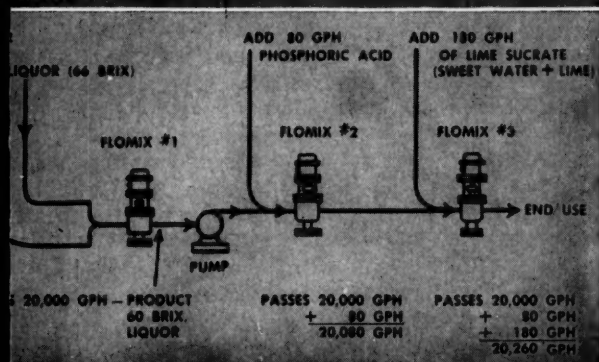 ADD 80 GPH
PHOSPHORIC ACID
ADD 180 GPH
OF LIME SUCRATE
(SWEET WATER + LIME)
LIQUOR (66 BRIX)
FLOMIX #1
FLOMIX #2
FLOMIX #3
END USE
PUMP
20,000 GPH — PRODUCT
60 BRIX.
LIQUOR
PASSES 20,000 GPH
+ 80 GPH
20,080 GPH
PASSES 20,000 GPH
+ 80 GPH
+ 180 GPH
20,260 GPH